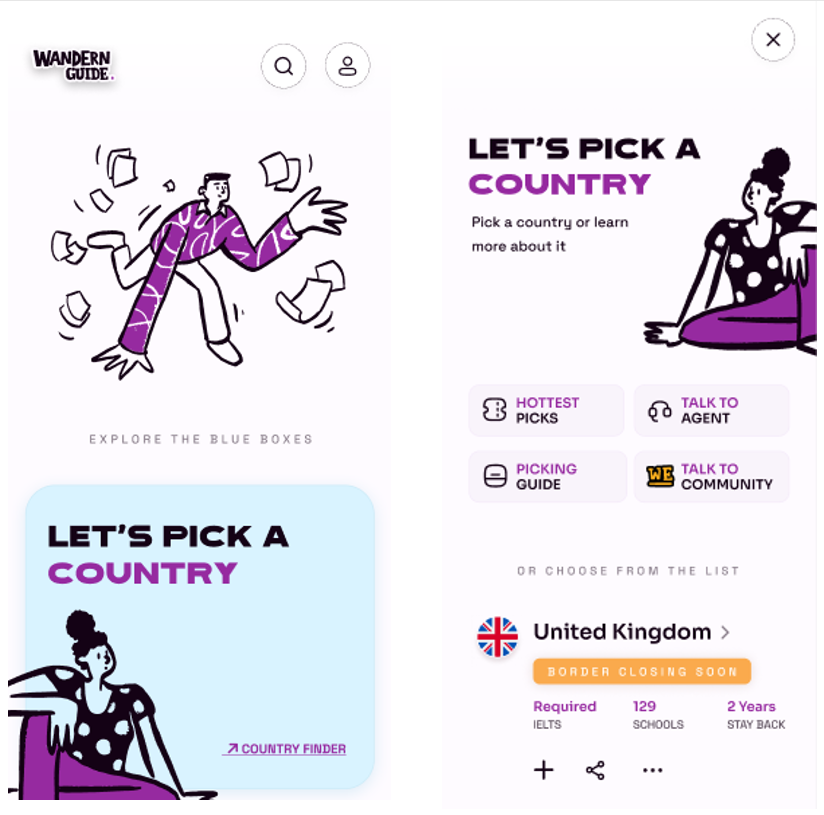 WANDERN
GUIDE.
EXPLORE THE BLUE BOXES
LET'S PICK A
COUNTRY
COUNTRY FINDER
LET'S PICK A
COUNTRY
Pick a country or learn
more about it
HOTTEST
PICKS
TALK TO
AGENT
PICKING
GUIDE
WE
TALK TO
COMMUNITY
OR CHOOSE FROM THE LIST
United Kingdom
BORDER CLOSING SOON
Required
IELTS
129
SCHOOLS
2 Years
STAY BACK